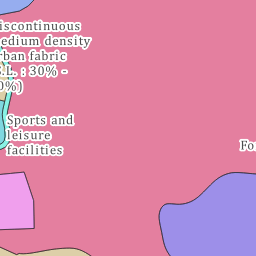 iscontinuous
edium density
rban fabric
S.L. : 30% -
0%)
Sports and
leisure
facilities
Fo